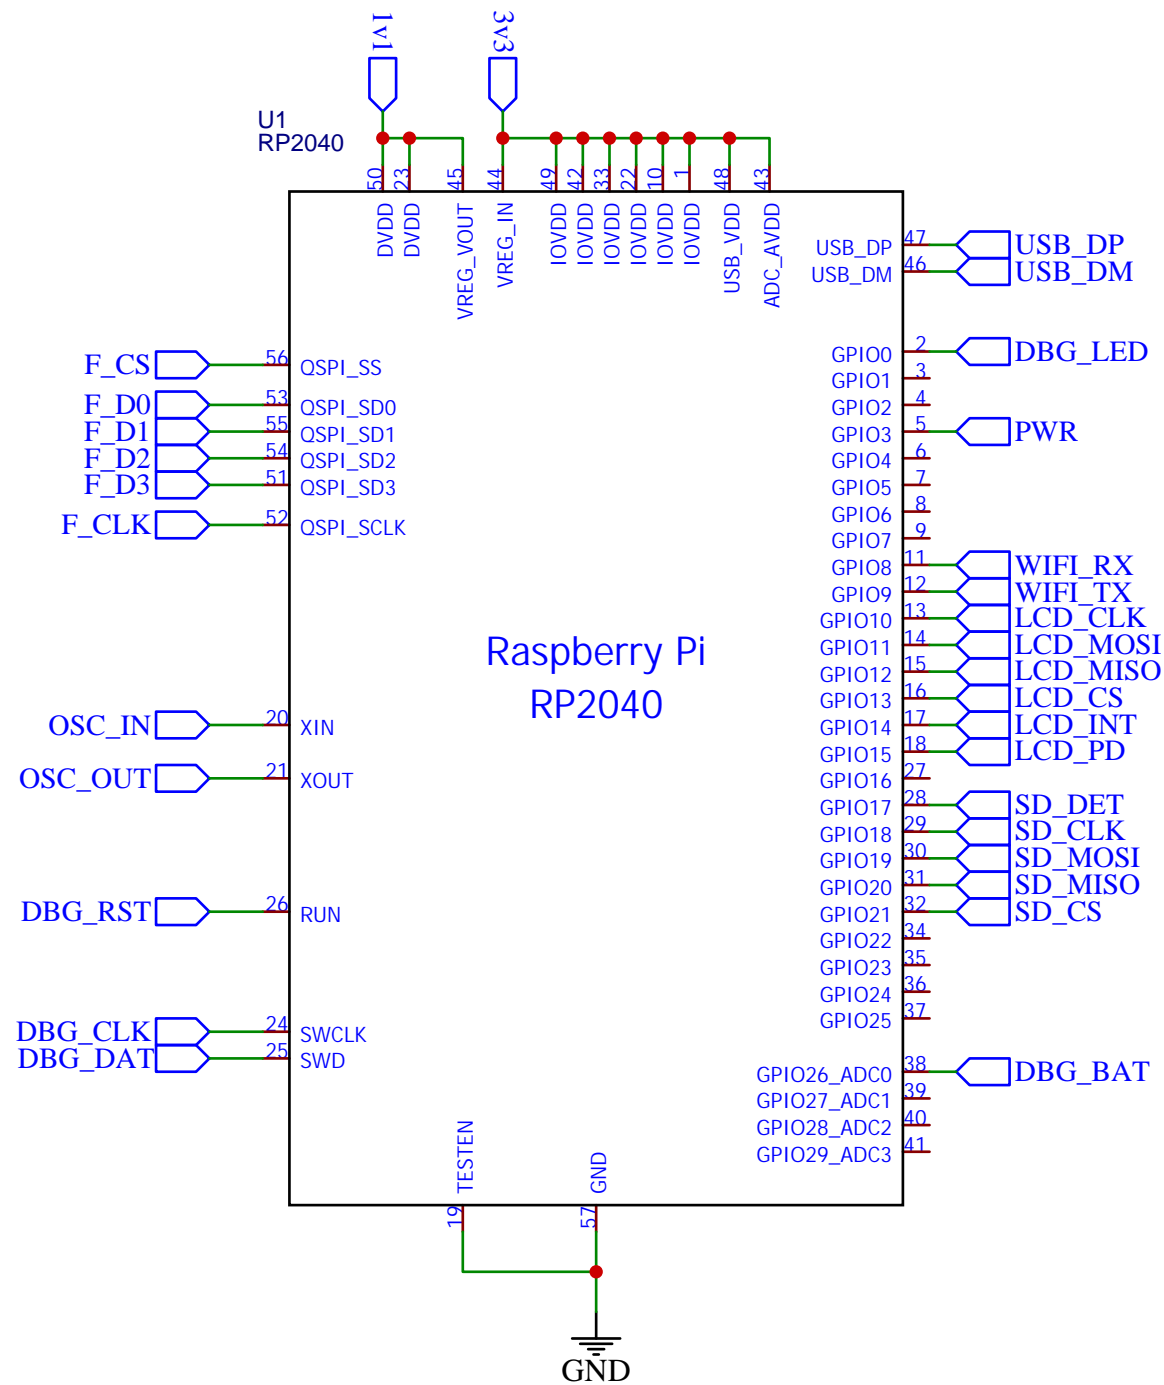 1v1
3v3
U1
RP2040
50
23
45
44
49
42
33
22
10
1
48
43
DVDD
DVDD
VREG_VOUT
VREG_IN
IOVDD
IOVDD
IOVDD
IOVDD
IOVDD
IOVDD
USB_VDD
ADC_AVDD
F_CS 56 QSPI_SS
F_D0 53 QSPI_SD0
F_D1 55 QSPI_SD1
F_D2 54 QSPI_SD2
F_D3 51 QSPI_SD3
F_CLK 52 QSPI_SCLK
OSC_IN 20 XIN
OSC_OUT 21 XOUT
DBG_RST 26 RUN
DBG_CLK 24 SWCLK
DBG_DAT 25 SWD
Raspberry Pi
RP2040
USB_DP 47 USB_DP
USB_DM 46 USB_DM
GPIO0 2 DBG_LED
GPIO1 3
GPIO2 4
GPIO3 5 PWR
GPIO4 6
GPIO5 7
GPIO6 8
GPIO7 9
GPIO8 11 WIFI_RX
GPIO9 12 WIFI_TX
GPIO10 13 LCD_CLK
GPIO11 14 LCD_MOSI
GPIO12 15 LCD_MISO
GPIO13 16 LCD_CS
GPIO14 17 LCD_INT
GPIO15 18 LCD_PD
GPIO16 27
GPIO17 28 SD_DET
GPIO18 29 SD_CLK
GPIO19 30 SD_MOSI
GPIO20 31 SD_MISO
GPIO21 32 SD_CS
GPIO22 34
GPIO23 35
GPIO24 36
GPIO25 37
GPIO26_ADC0 38 DBG_BAT
GPIO27_ADC1 39
GPIO28_ADC2 40
GPIO29_ADC3 41
TESTEN
GND
19
57
GND